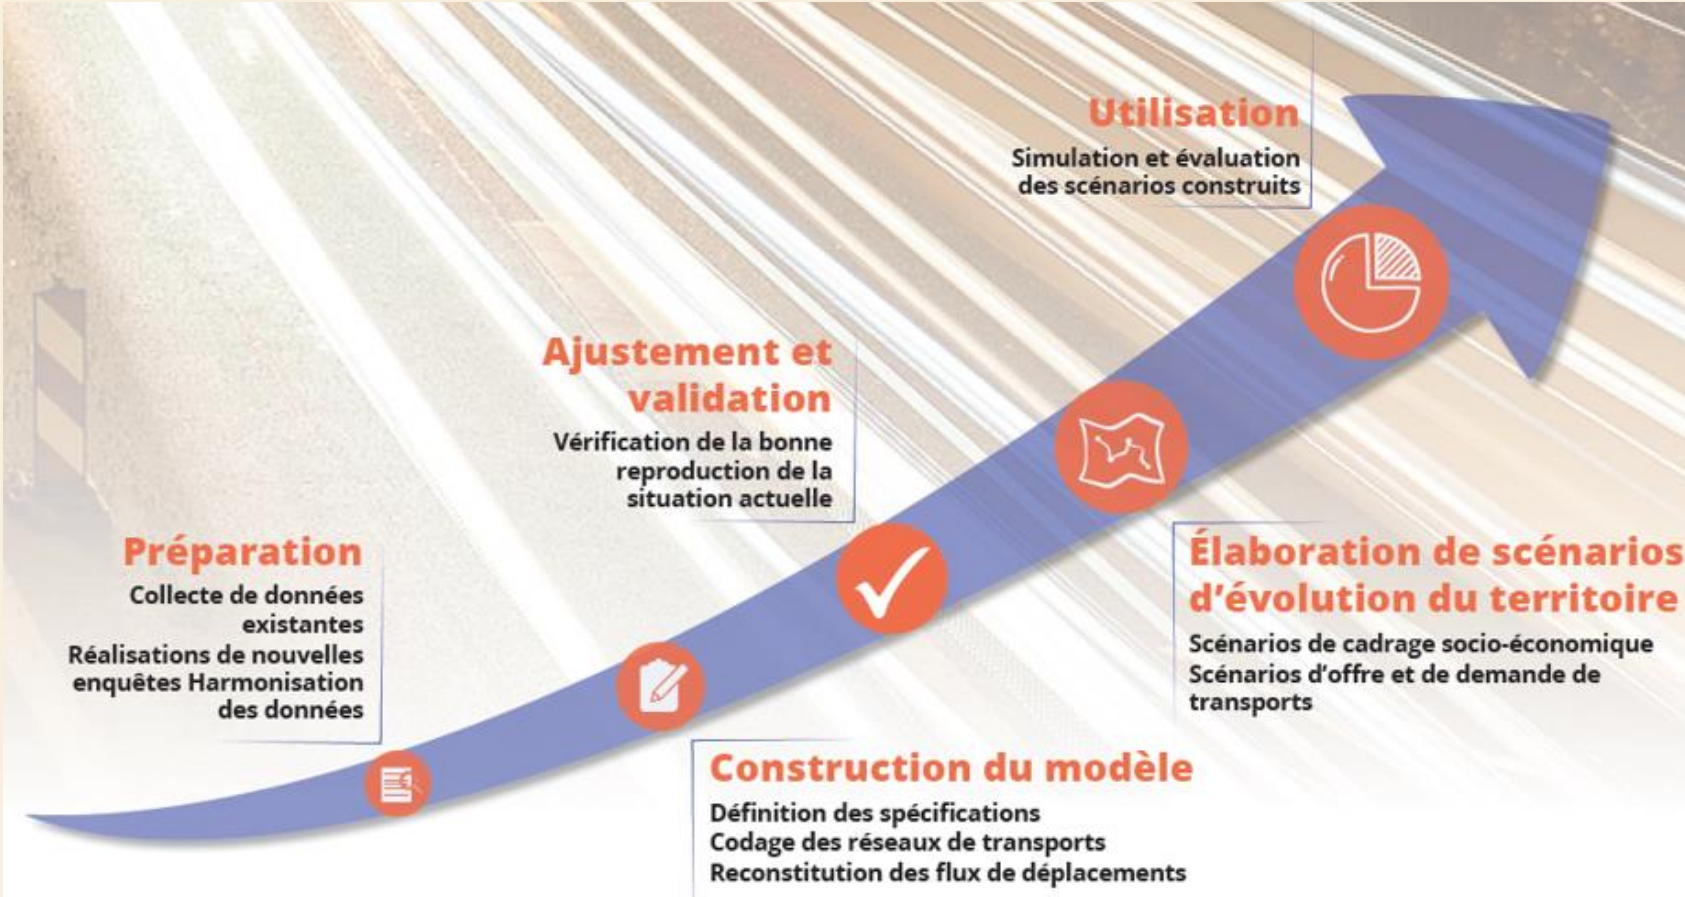 Utilisation
Simulation et évaluation
des scénarios construits
Ajustement et
validation
Vérification de la bonne
reproduction de la
situation actuelle
Préparation
Collecte de données
existantes
Réalisations de nouvelles
enquêtes Harmonisation
des données
Élaboration de scénarios
d'évolution du territoire
Scénarios de cadrage socio-économique
Scénarios d'offre et de demande de
transports
Construction du modèle
Définition des spécifications
Codage des réseaux de transports
Reconstitution des flux de déplacements